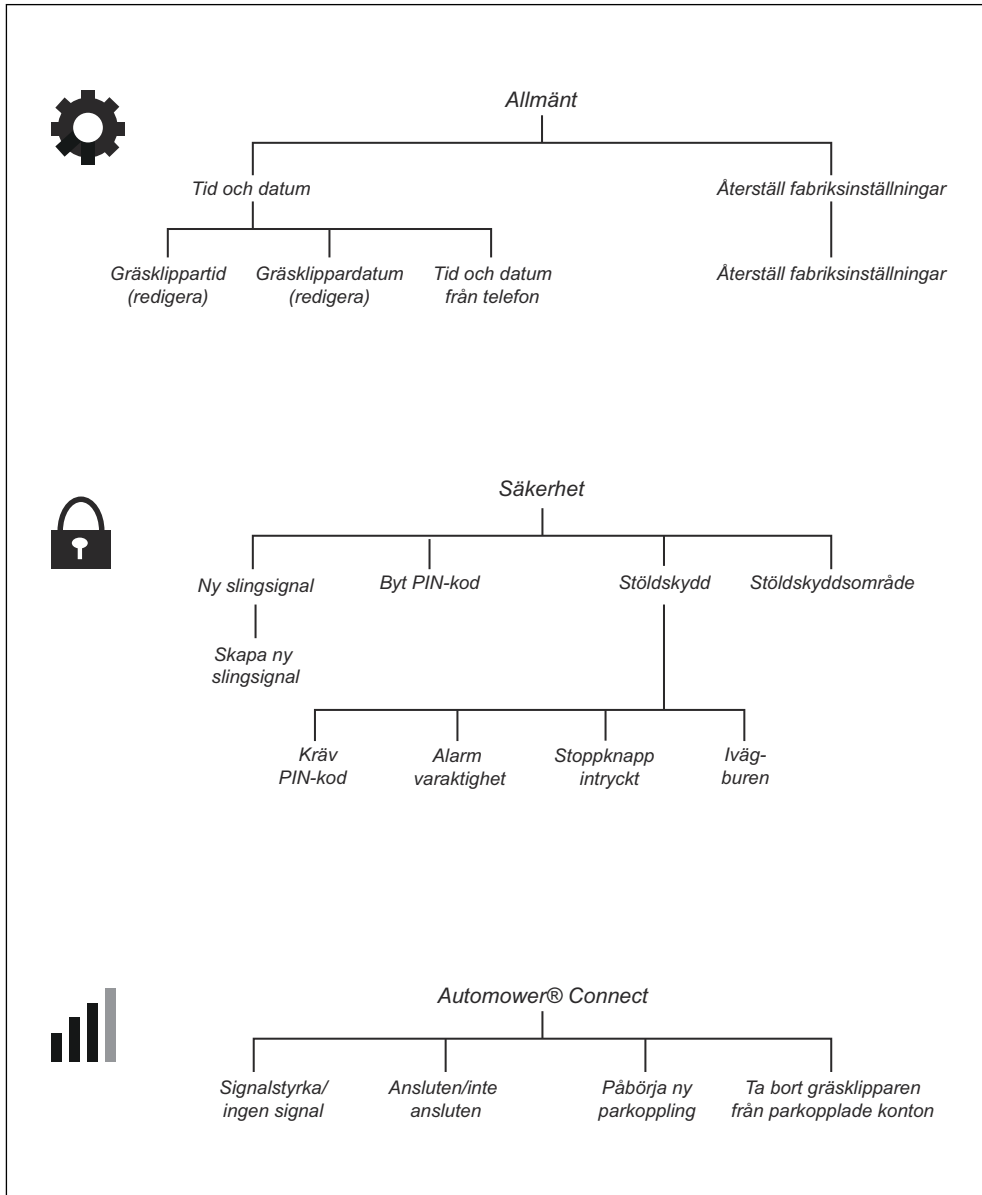 Allmänt
Tid och datum
Återställ fabriksinställningar
Gräsklippartid
(redigera)
Gräsklippardatum
(redigera)
Tid och datum
från telefon
Återställ fabriksinställningar
Säkerhet
Ny slingsignal
Byt PIN-kod
Stöldskydd
Stöldskyddsområde
Skapa ny
slingsignal
Kräv
PIN-kod
Alarm
varaktighet
Stoppknapp
intryckt
Iväg-
buren
Automower® Connect
Signalstyrka/
ingen signal
Ansluten/inte
ansluten
Påbörja ny
parkoppling
Ta bort gräsklipparen
från parkopplade konton